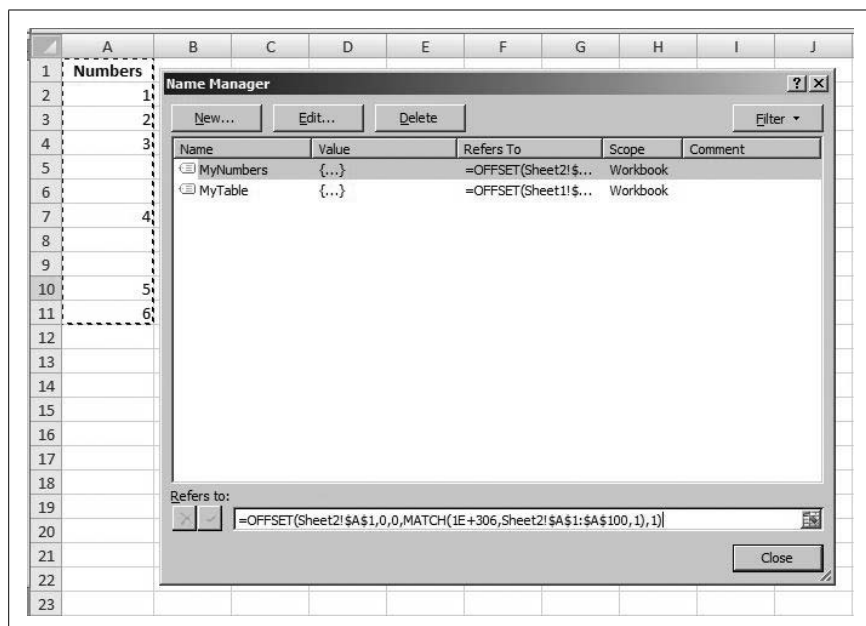 A B C D E F G H I J
1 Numbers
2 1
3 2
4 3
5
6
7 4
8
9
10 5
11 6
12
13
14
15
16
17
18
19
20
21
22
23
Name Manager
New... Edit... Delete Filter
Name Value Refers To Scope Comment
MyNumbers {...} =OFFSET(Sheet2!$... Workbook
MyTable {...} =OFFSET(Sheet1!$... Workbook
Refers to:
=OFFSET(Sheet2!$A$1,0,0,MATCH(1E+306,Sheet2!$A$1:$A$100,1),1)
Close